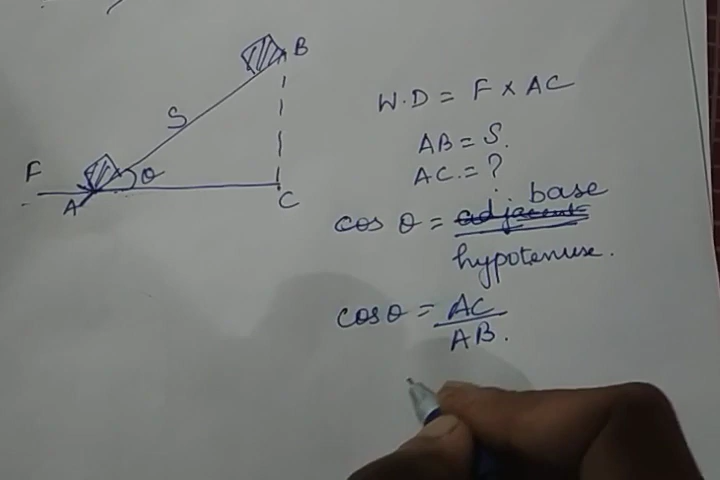 B
S
F
θ
A
C
W.D = F × AC
AB = S.
AC = ?
base
cos θ = adjacent
hypotenuse.
cos θ = AC
AB.